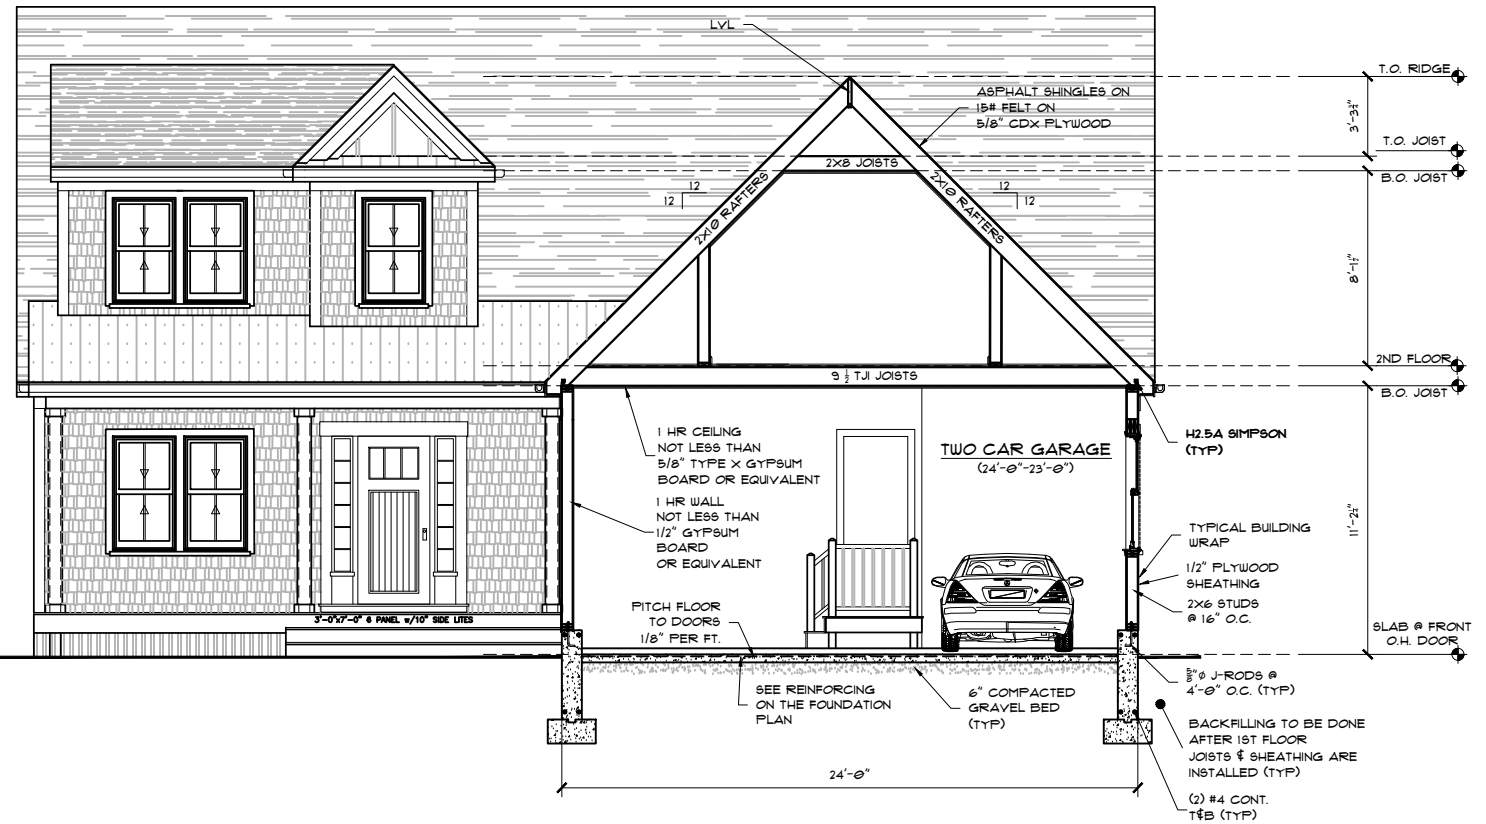 LVL
T.O. RIDGE
ASPHALT SHINGLES ON
15# FELT ON
5/8" CDX PLYWOOD
3'-3¾"
T.O. JOIST
2X8 JOISTS
B.O. JOIST
12
12
2X10 RAFTERS
2X10 RAFTERS
12
12
8'-1½"
2ND FLOOR
9 ½ TJI JOISTS
B.O. JOIST
1 HR CEILING
NOT LESS THAN
5/8" TYPE X GYPSUM
BOARD OR EQUIVALENT
TWO CAR GARAGE
(24'-0"-23'-0")
H2.5A SIMPSON
(TYP)
1 HR WALL
NOT LESS THAN
1/2" GYPSUM
BOARD
OR EQUIVALENT
TYPICAL BUILDING
WRAP
1/2" PLYWOOD
SHEATHING
2X6 STUDS
@ 16" O.C.
PITCH FLOOR
TO DOORS
1/8" PER FT.
3'-0"x7'-0" 6 PANEL w/10" SIDE LITES
SLAB @ FRONT
O.H. DOOR
⅝"Ø J-RODS @
4'-0" O.C. (TYP)
SEE REINFORCING
ON THE FOUNDATION
PLAN
6" COMPACTED
GRAVEL BED
(TYP)
BACKFILLING TO BE DONE
AFTER 1ST FLOOR
JOISTS & SHEATHING ARE
INSTALLED (TYP)
24'-0"
(2) #4 CONT.
T&B (TYP)